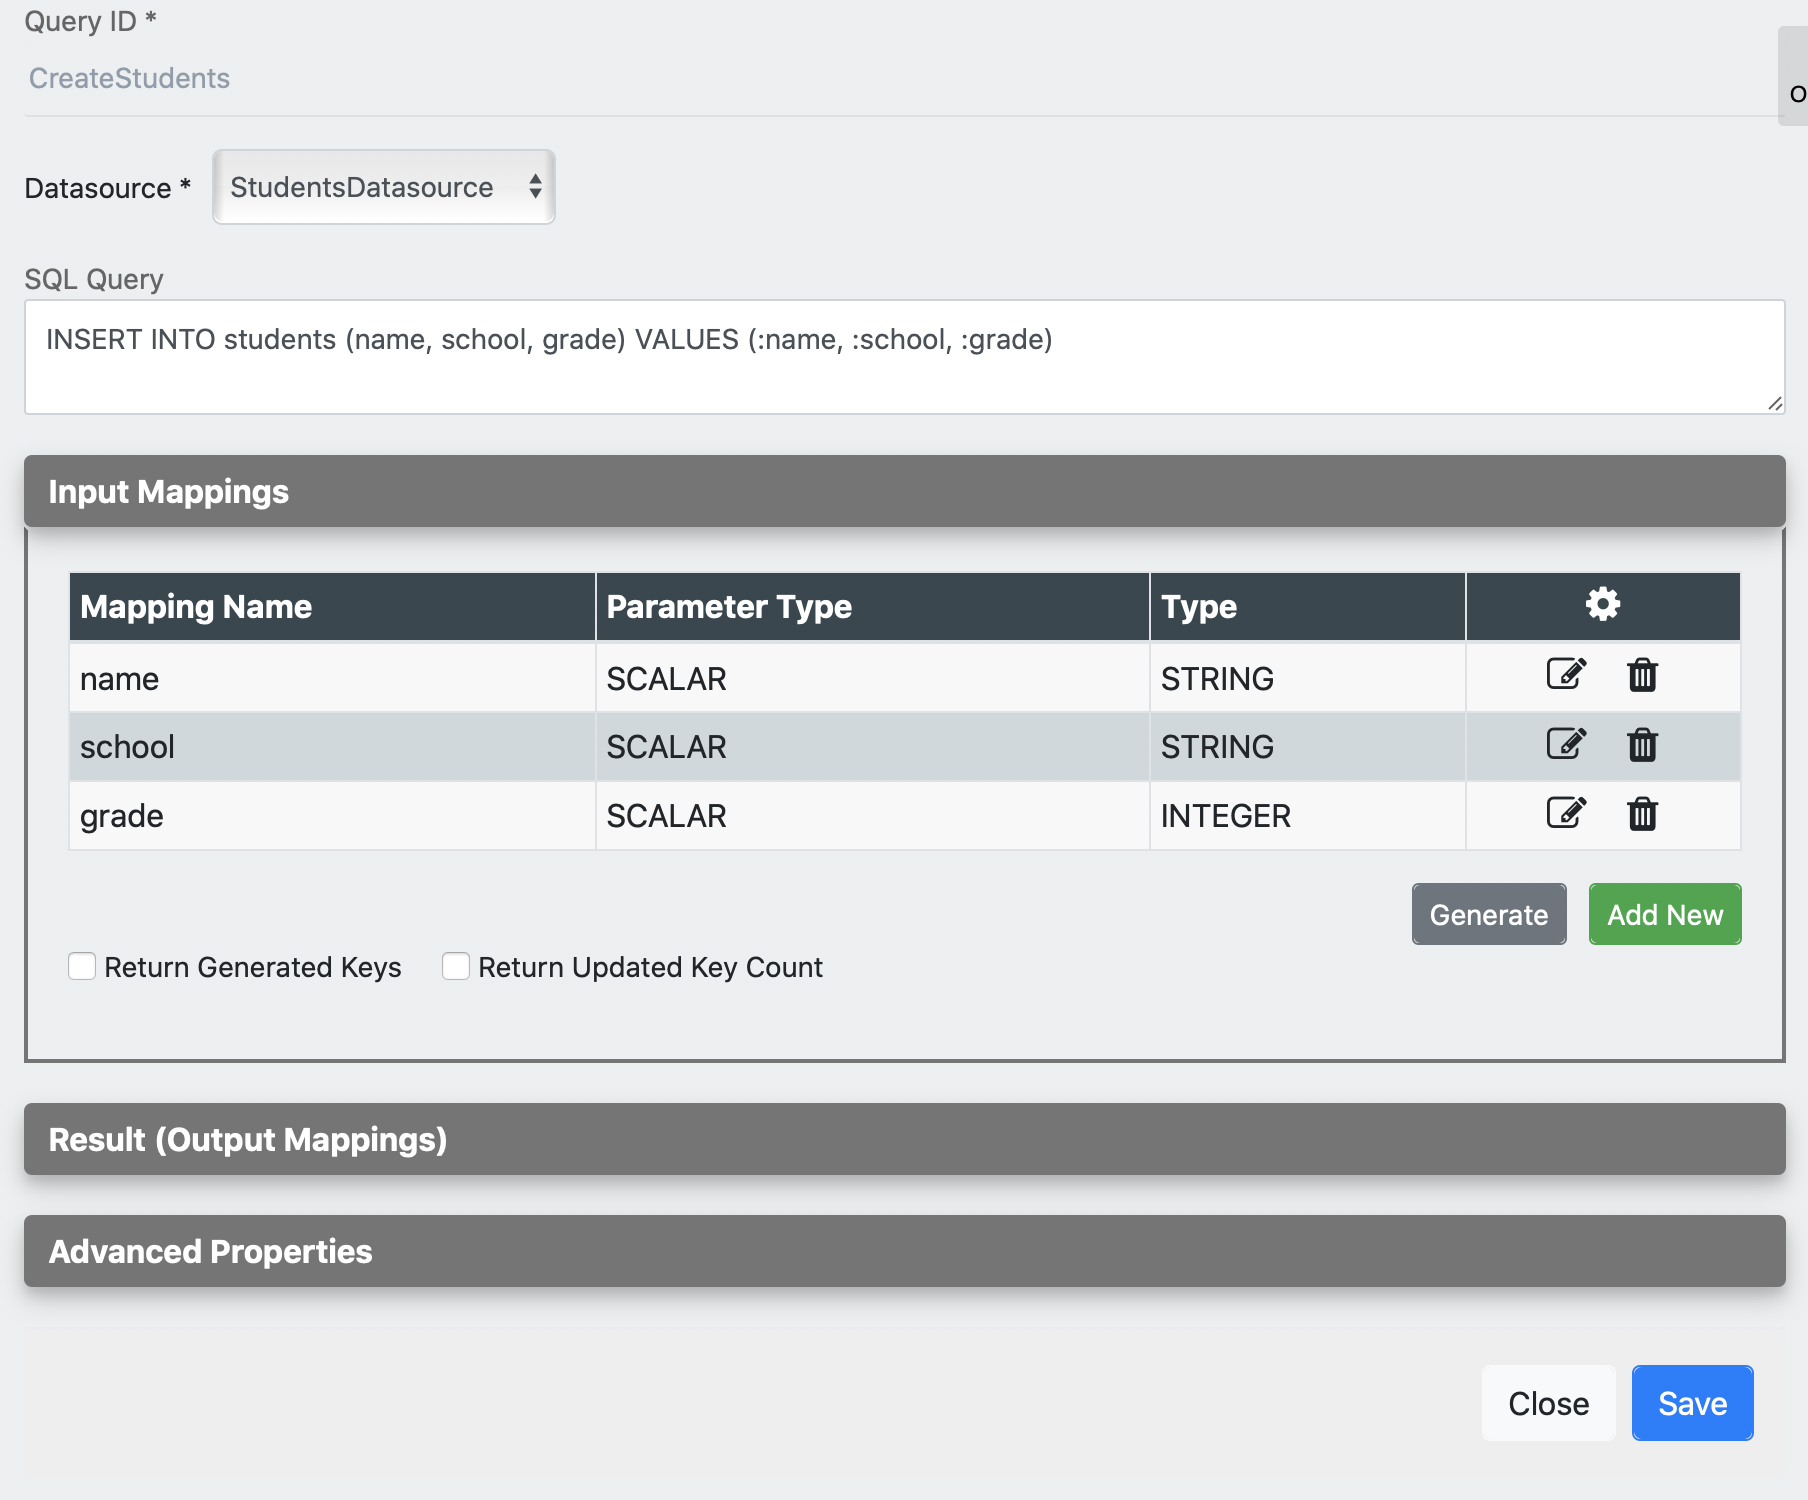 Query ID *
CreateStudents
Datasource * StudentsDatasource
SQL Query
INSERT INTO students (name, school, grade) VALUES (:name, :school, :grade)
Input Mappings
Mapping Name Parameter Type Type
name SCALAR STRING
school SCALAR STRING
grade SCALAR INTEGER
Generate Add New
Return Generated Keys Return Updated Key Count
Result (Output Mappings)
Advanced Properties
Close Save